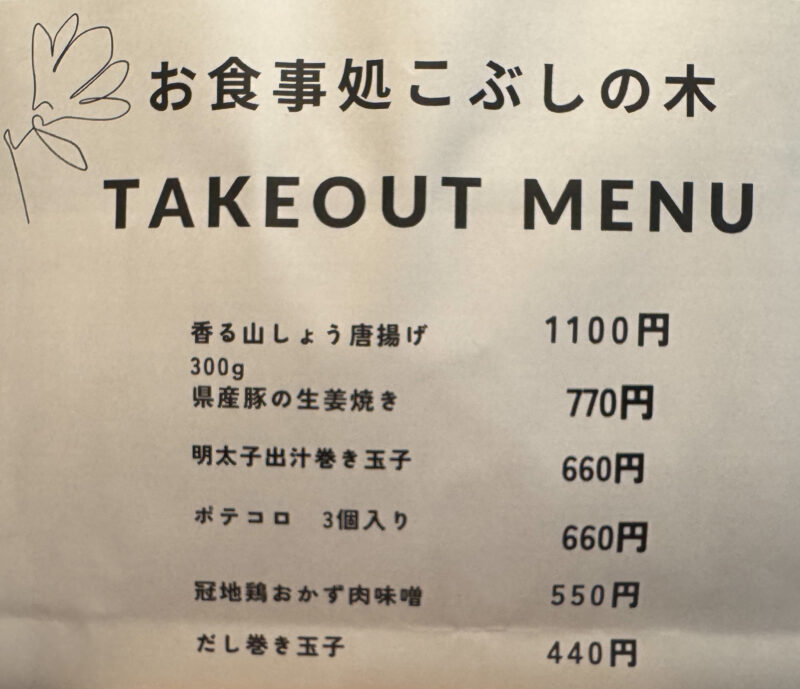 お食事処こぶしの木
TAKEOUT MENU
香る山しょう唐揚げ 1100円
300g
県産豚の生姜焼き 770円
明太子出汁巻き玉子 660円
ポテコロ　3個入り 660円
冠地鶏おかず肉味噌 550円
だし巻き玉子 440円